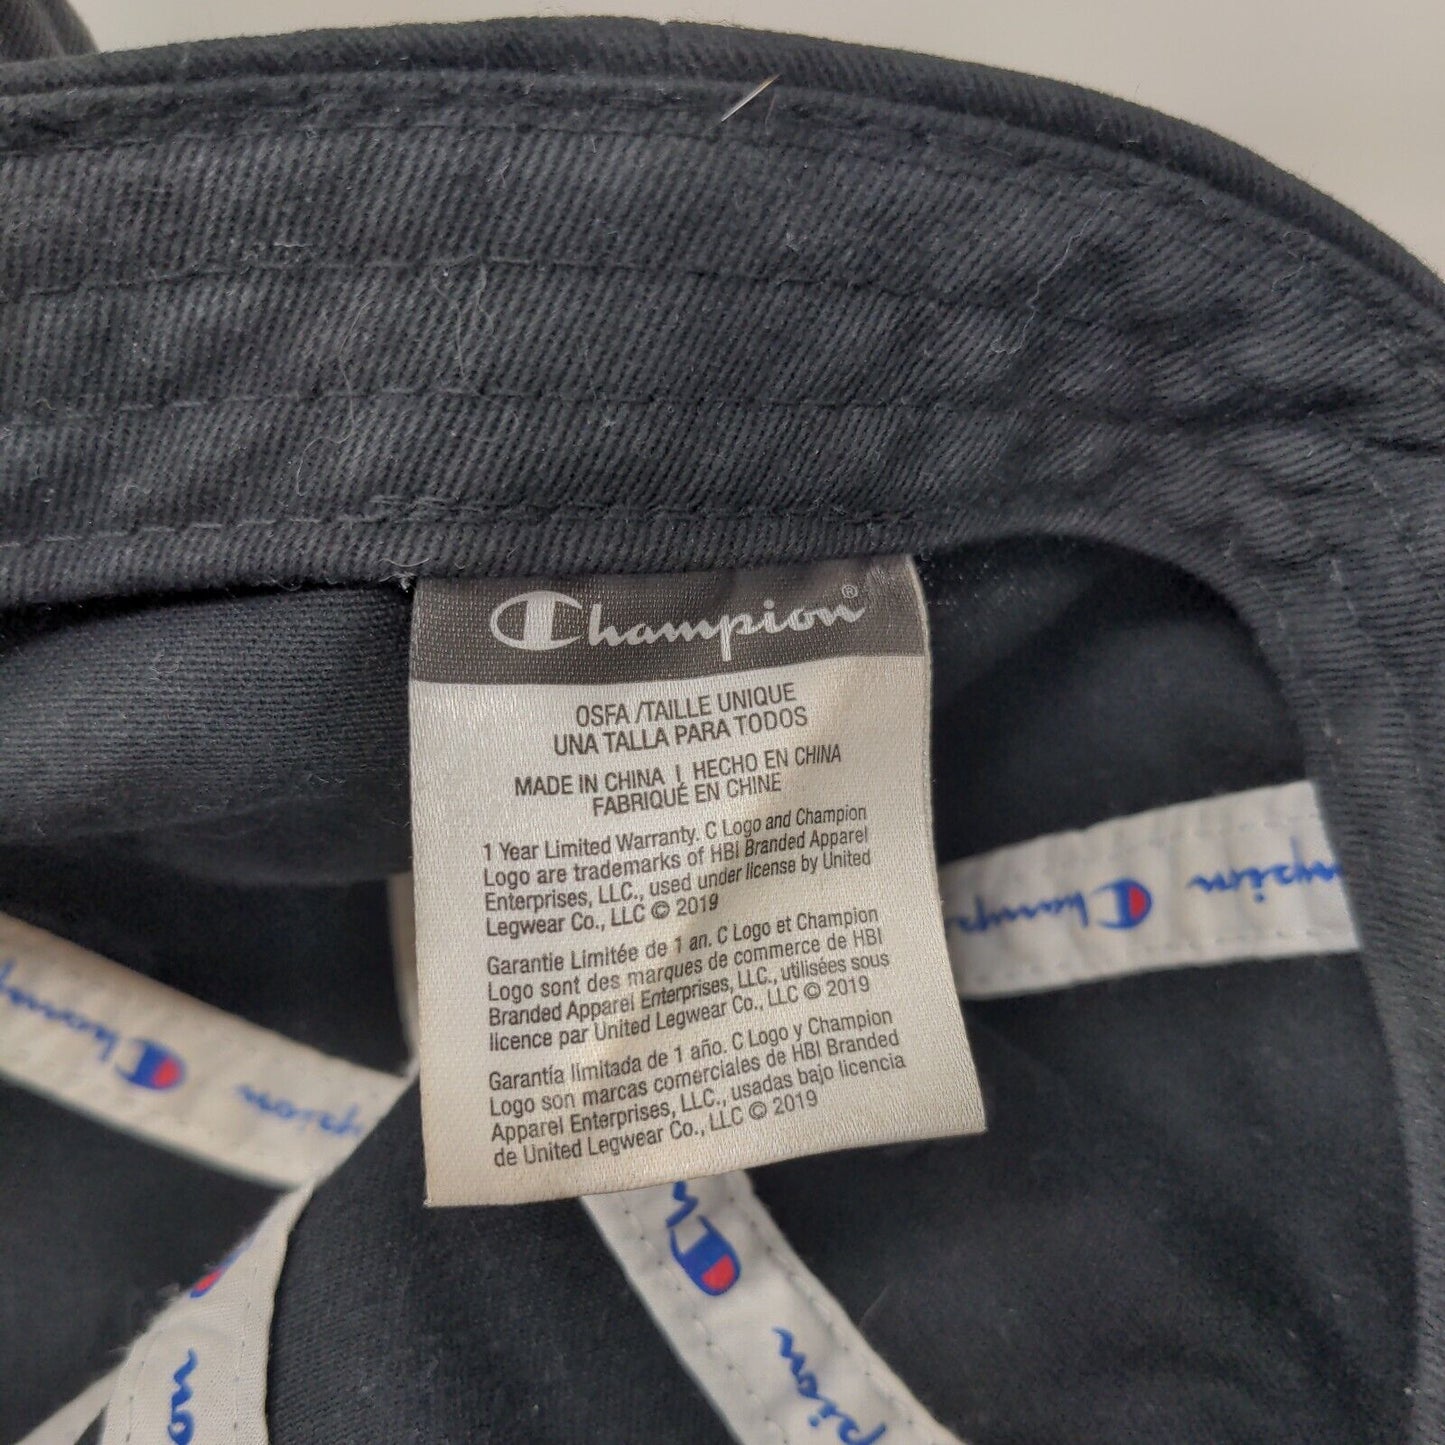 Champion®
OSFA /TAILLE UNIQUE
UNA TALLA PARA TODOS
MADE IN CHINA | HECHO EN CHINA
FABRIQUÉ EN CHINE
1 Year Limited Warranty. C Logo and Champion
Logo are trademarks of HBI Branded Apparel
Enterprises, LLC., used under license by United
Legwear Co., LLC © 2019
Garantie Limitée de 1 an. C Logo et Champion
Logo sont des marques de commerce de HBI
Branded Apparel Enterprises, LLC., utilisées sous
licence par United Legwear Co., LLC © 2019
Garantía limitada de 1 año. C Logo y Champion
Logo son marcas comerciales de HBI Branded
Apparel Enterprises, LLC., usadas bajo licencia
de United Legwear Co., LLC © 2019